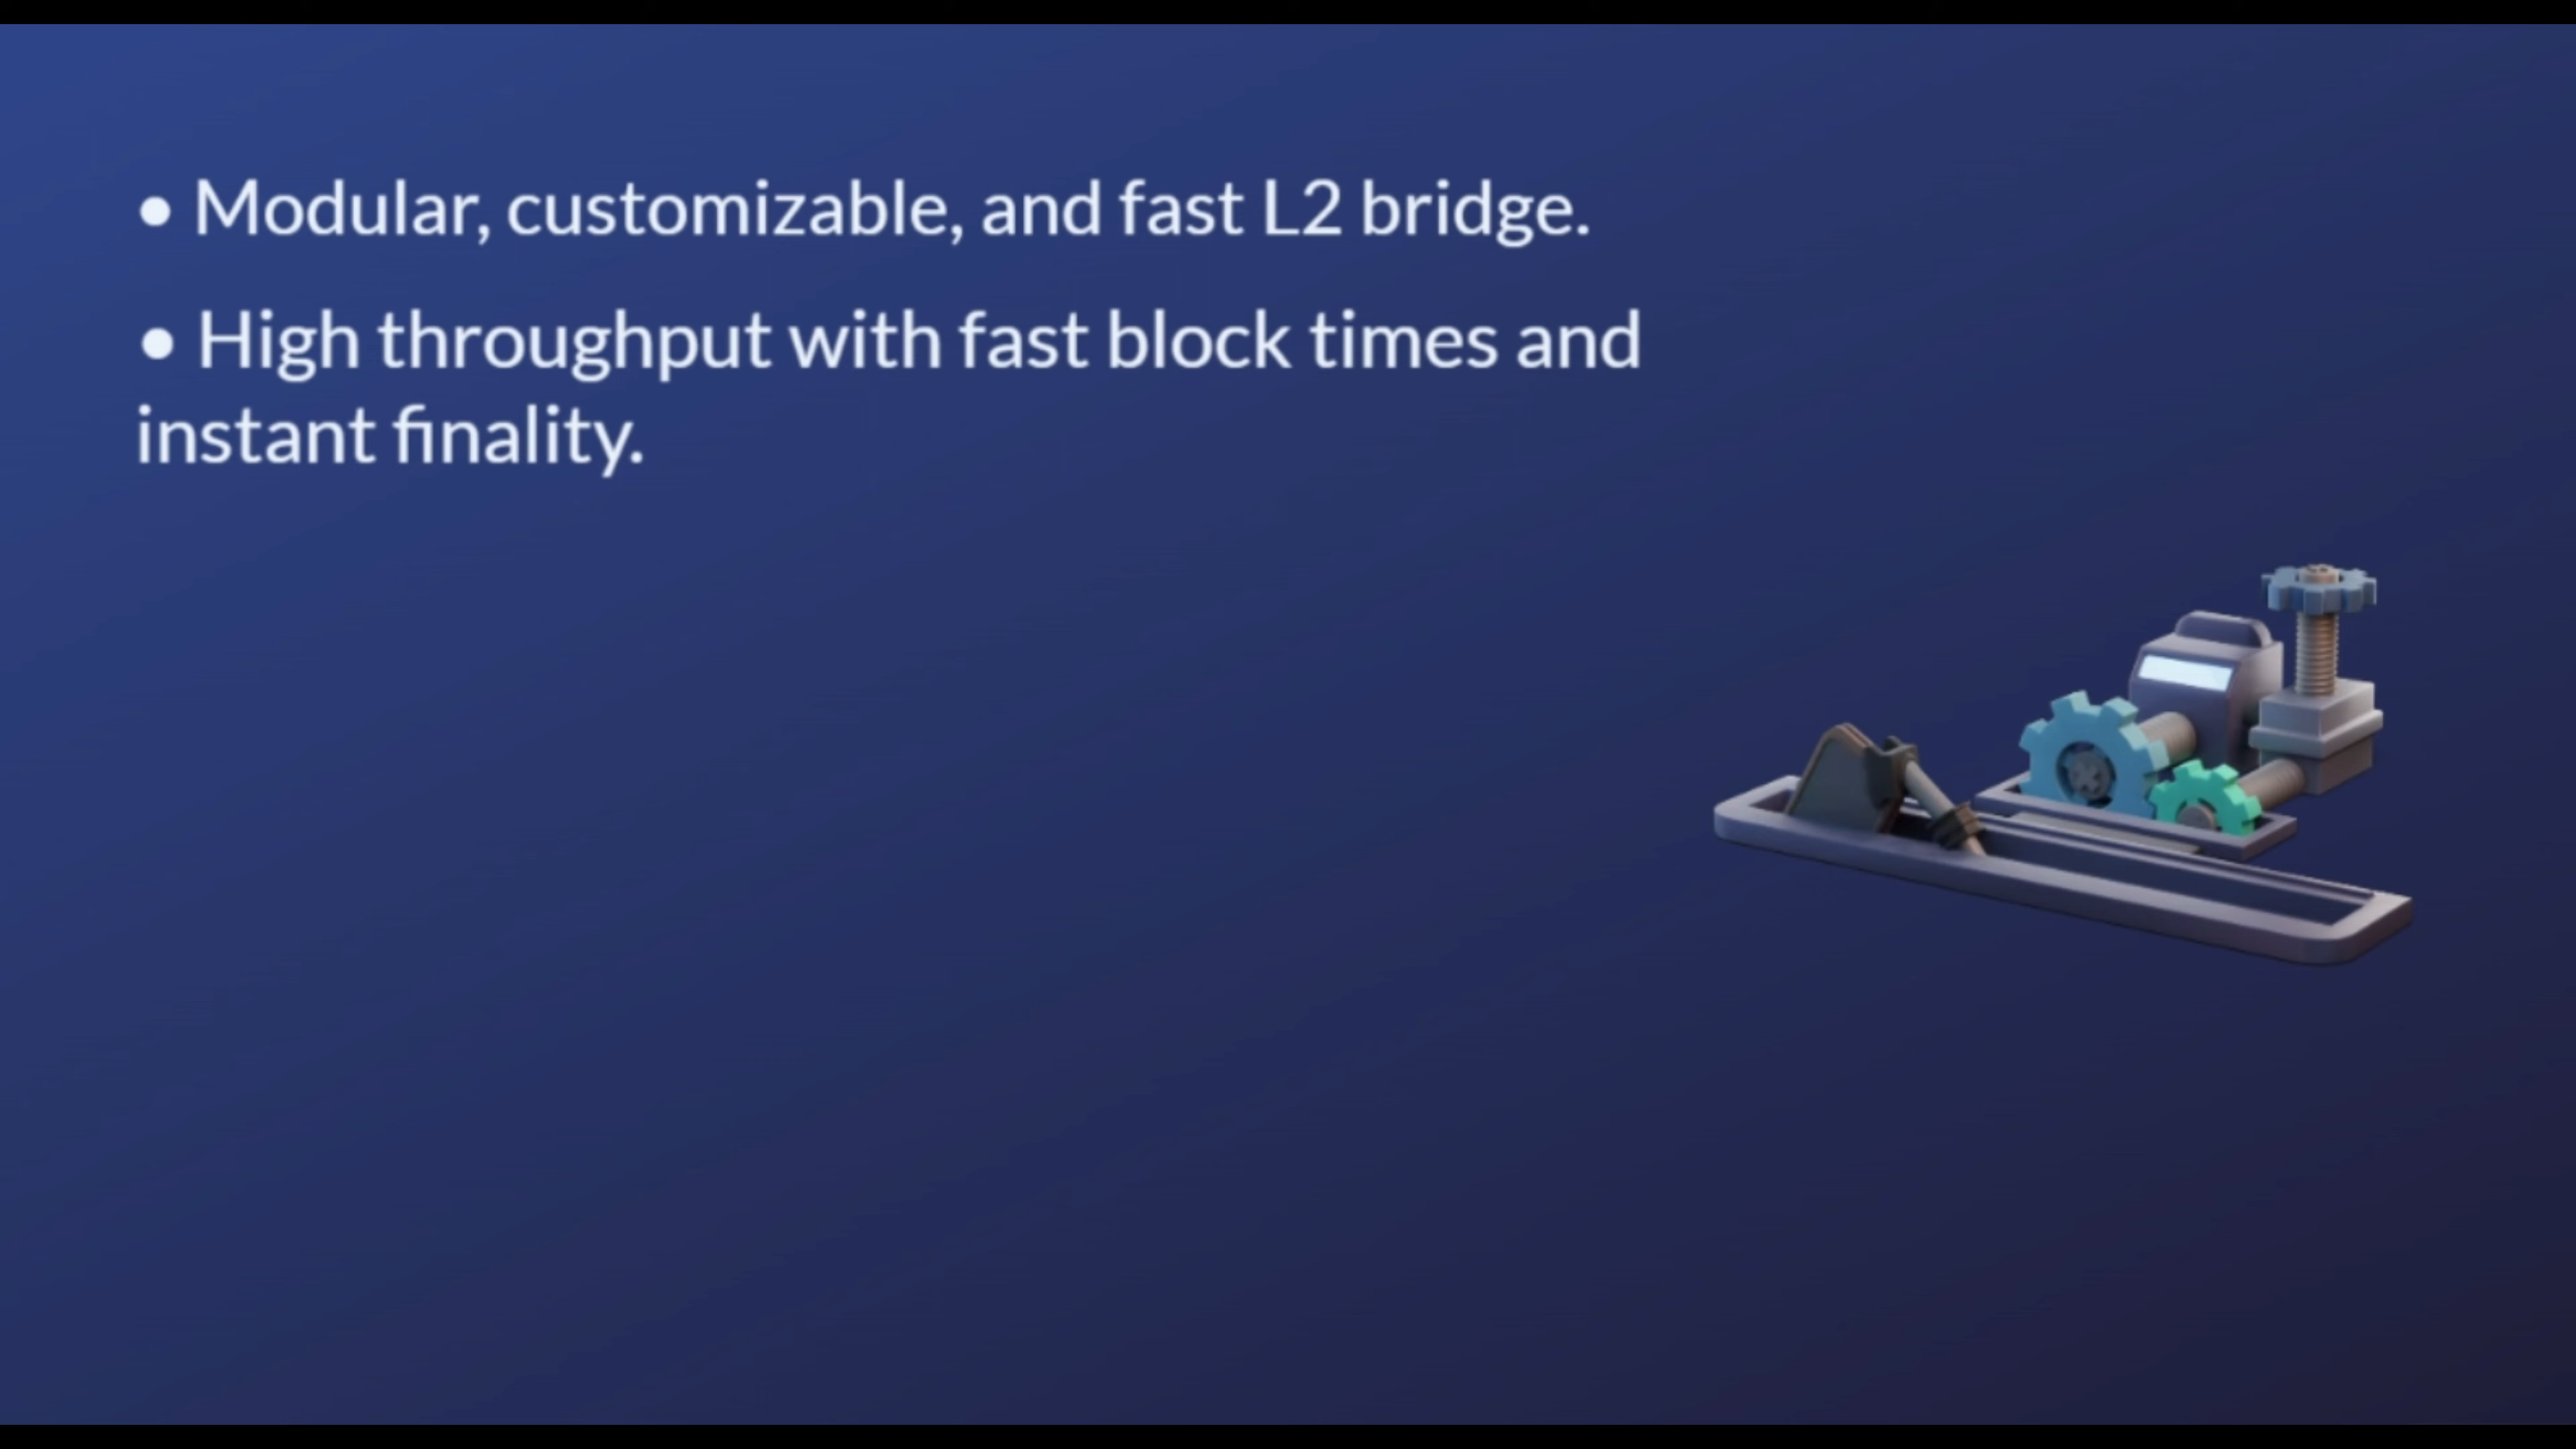 • Modular, customizable, and fast L2 bridge.
• High throughput with fast block times and
instant finality.